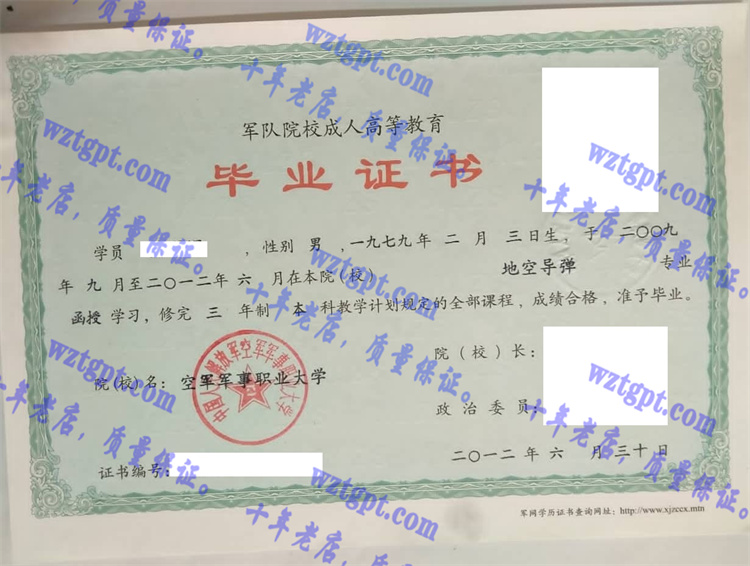 军队院校成人高等教育
毕业证书
学员 ,性别 男 ,一九七九年 二 月 三日生,于 二〇〇九
年 九 月至二〇一二年 六 月在本院(校) 地空导弹 专业
函授 学习,修完 三 年制 本 科教学计划规定的全部课程,成绩合格,准予毕业。
院(校)长:
院(校)名:空军军事职业大学
政治委员:
二〇一二年 六 月三十日
证书编号:
军网学历证书查询网址:http://www.xjzccx.mtn
wztgpt.com
十年老店,质量保证。